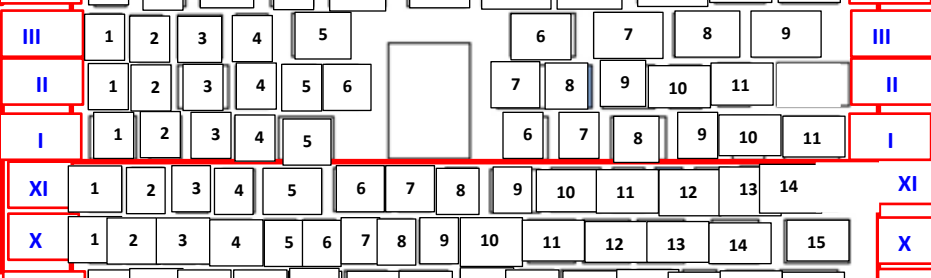 III 1 2 3 4 5 6 7 8 9 III
II 1 2 3 4 5 6 7 8 9 10 11 II
I 1 2 3 4 5 6 7 8 9 10 11 I
XI 1 2 3 4 5 6 7 8 9 10 11 12 13 14 XI
X 1 2 3 4 5 6 7 8 9 10 11 12 13 14 15 X